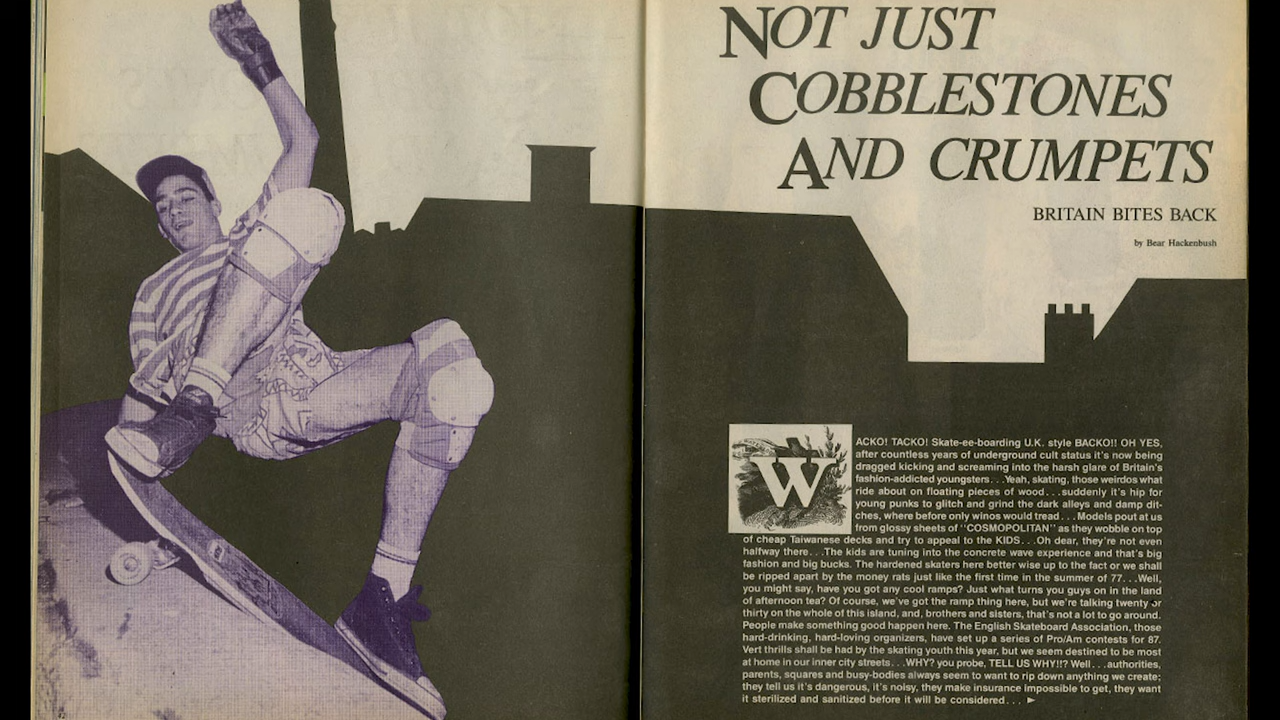 NOT JUST
COBBLESTONES
AND CRUMPETS
BRITAIN BITES BACK
by Bear Hackenbush
WACKO! TACKO! Skate-ee-boarding U.K. style BACKO!! OH YES,
after countless years of underground cult status it's now being
dragged kicking and screaming into the harsh glare of Britain's
fashion-addicted youngsters. . .Yeah, skating, those weirdos what
ride about on floating pieces of wood. . .suddenly it's hip for
young punks to glitch and grind the dark alleys and damp dit-
ches, where before only winos would tread. . .Models pout at us
from glossy sheets of "COSMOPOLITAN" as they wobble on top
of cheap Taiwanese decks and try to appeal to the KIDS. . .Oh dear, they're not even
halfway there. . .The kids are tuning into the concrete wave experience and that's big
fashion and big bucks. The hardened skaters here better wise up to the fact or we shall
be ripped apart by the money rats just like the first time in the summer of 77. . .Well,
you might say, have you got any cool ramps? Just what turns you guys on in the land
of afternoon tea? Of course, we've got the ramp thing here, but we're talking twenty or
thirty on the whole of this island, and, brothers and sisters, that's not a lot to go around.
People make something good happen here. The English Skateboard Association, those
hard-drinking, hard-loving organizers, have set up a series of Pro/Am contests for 87.
Vert thrills shall be had by the skating youth this year, but we seem destined to be most
at home in our inner city streets. . .WHY? you probe, TELL US WHY!!? Well. . .authorities,
parents, squares and busy-bodies always seem to want to rip down anything we create;
they tell us it's dangerous, it's noisy, they make insurance impossible to get, they want
it sterilized and sanitized before it will be considered. . . ►